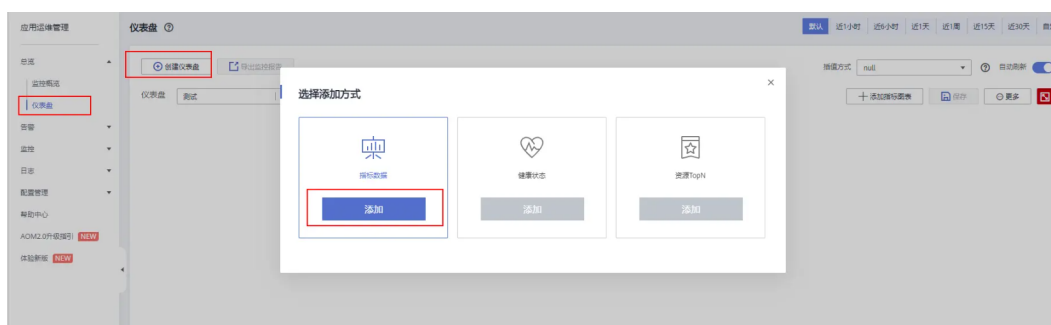 应用运维管理
仪表盘
默认 近1小时 近6小时 近1天 近1周 近15天 近30天
总览
监控概览
仪表盘
告警
监控
日志
配置管理
帮助中心
AOM2.0升级指引 NEW
体验新版 NEW
创建仪表盘 导出监控报表
插值方式 null 自动刷新
仪表盘 测试
添加指标图表 保存 更多
选择添加方式
指标数据 健康状态 资源TopN
添加 添加 添加